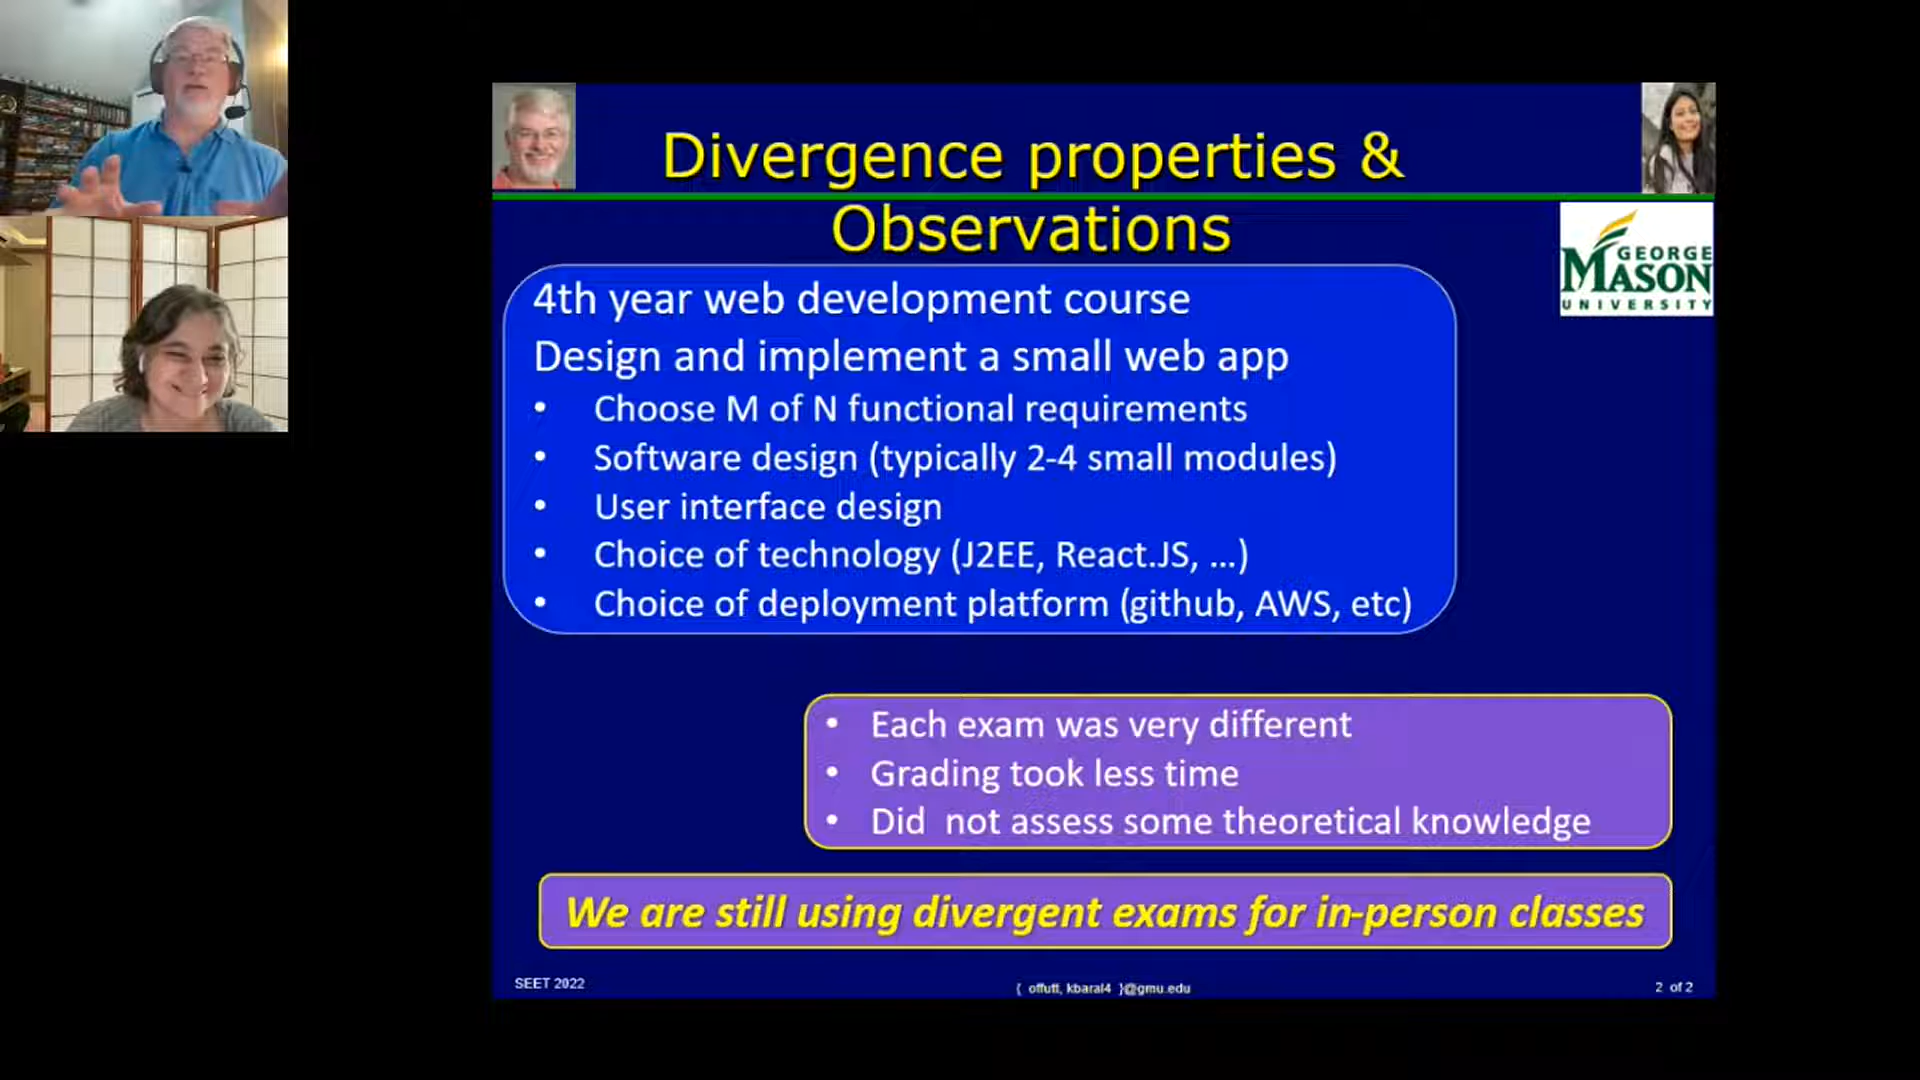 Divergence properties &
Observations
GEORGE
MASON
UNIVERSITY
4th year web development course
Design and implement a small web app
• Choose M of N functional requirements
• Software design (typically 2-4 small modules)
• User interface design
• Choice of technology (J2EE, React.JS, ...)
• Choice of deployment platform (github, AWS, etc)
• Each exam was very different
• Grading took less time
• Did not assess some theoretical knowledge
We are still using divergent exams for in-person classes
SEET 2022
{ offutt, kbaral4 }@gmu.edu
2 of 2